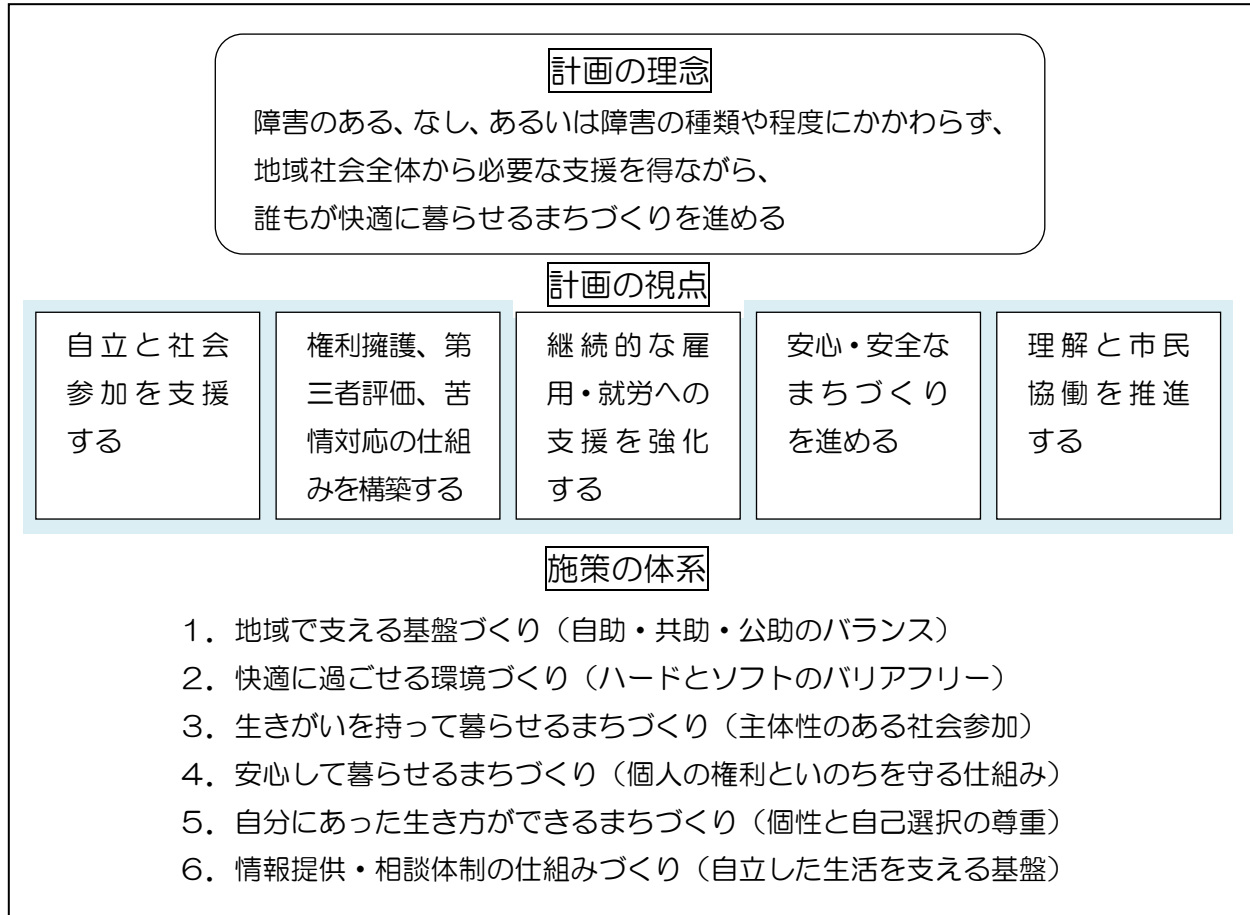 計画の理念
障害のある、なし、あるいは障害の種類や程度にかかわらず、
地域社会全体から必要な支援を得ながら、
誰もが快適に暮らせるまちづくりを進める
計画の視点
自立と社会
参加を支援
する
権利擁護、第
三者評価、苦
情対応の仕組
みを構築する
継続的な雇
用・就労への
支援を強化
する
安心・安全な
まちづくり
を進める
理解と市民
協働を推進
する
施策の体系
１．地域で支える基盤づくり（自助・共助・公助のバランス）
２．快適に過ごせる環境づくり（ハードとソフトのバリアフリー）
３．生きがいを持って暮らせるまちづくり（主体性のある社会参加）
４．安心して暮らせるまちづくり（個人の権利といのちを守る仕組み）
５．自分にあった生き方ができるまちづくり（個性と自己選択の尊重）
６．情報提供・相談体制の仕組みづくり（自立した生活を支える基盤）